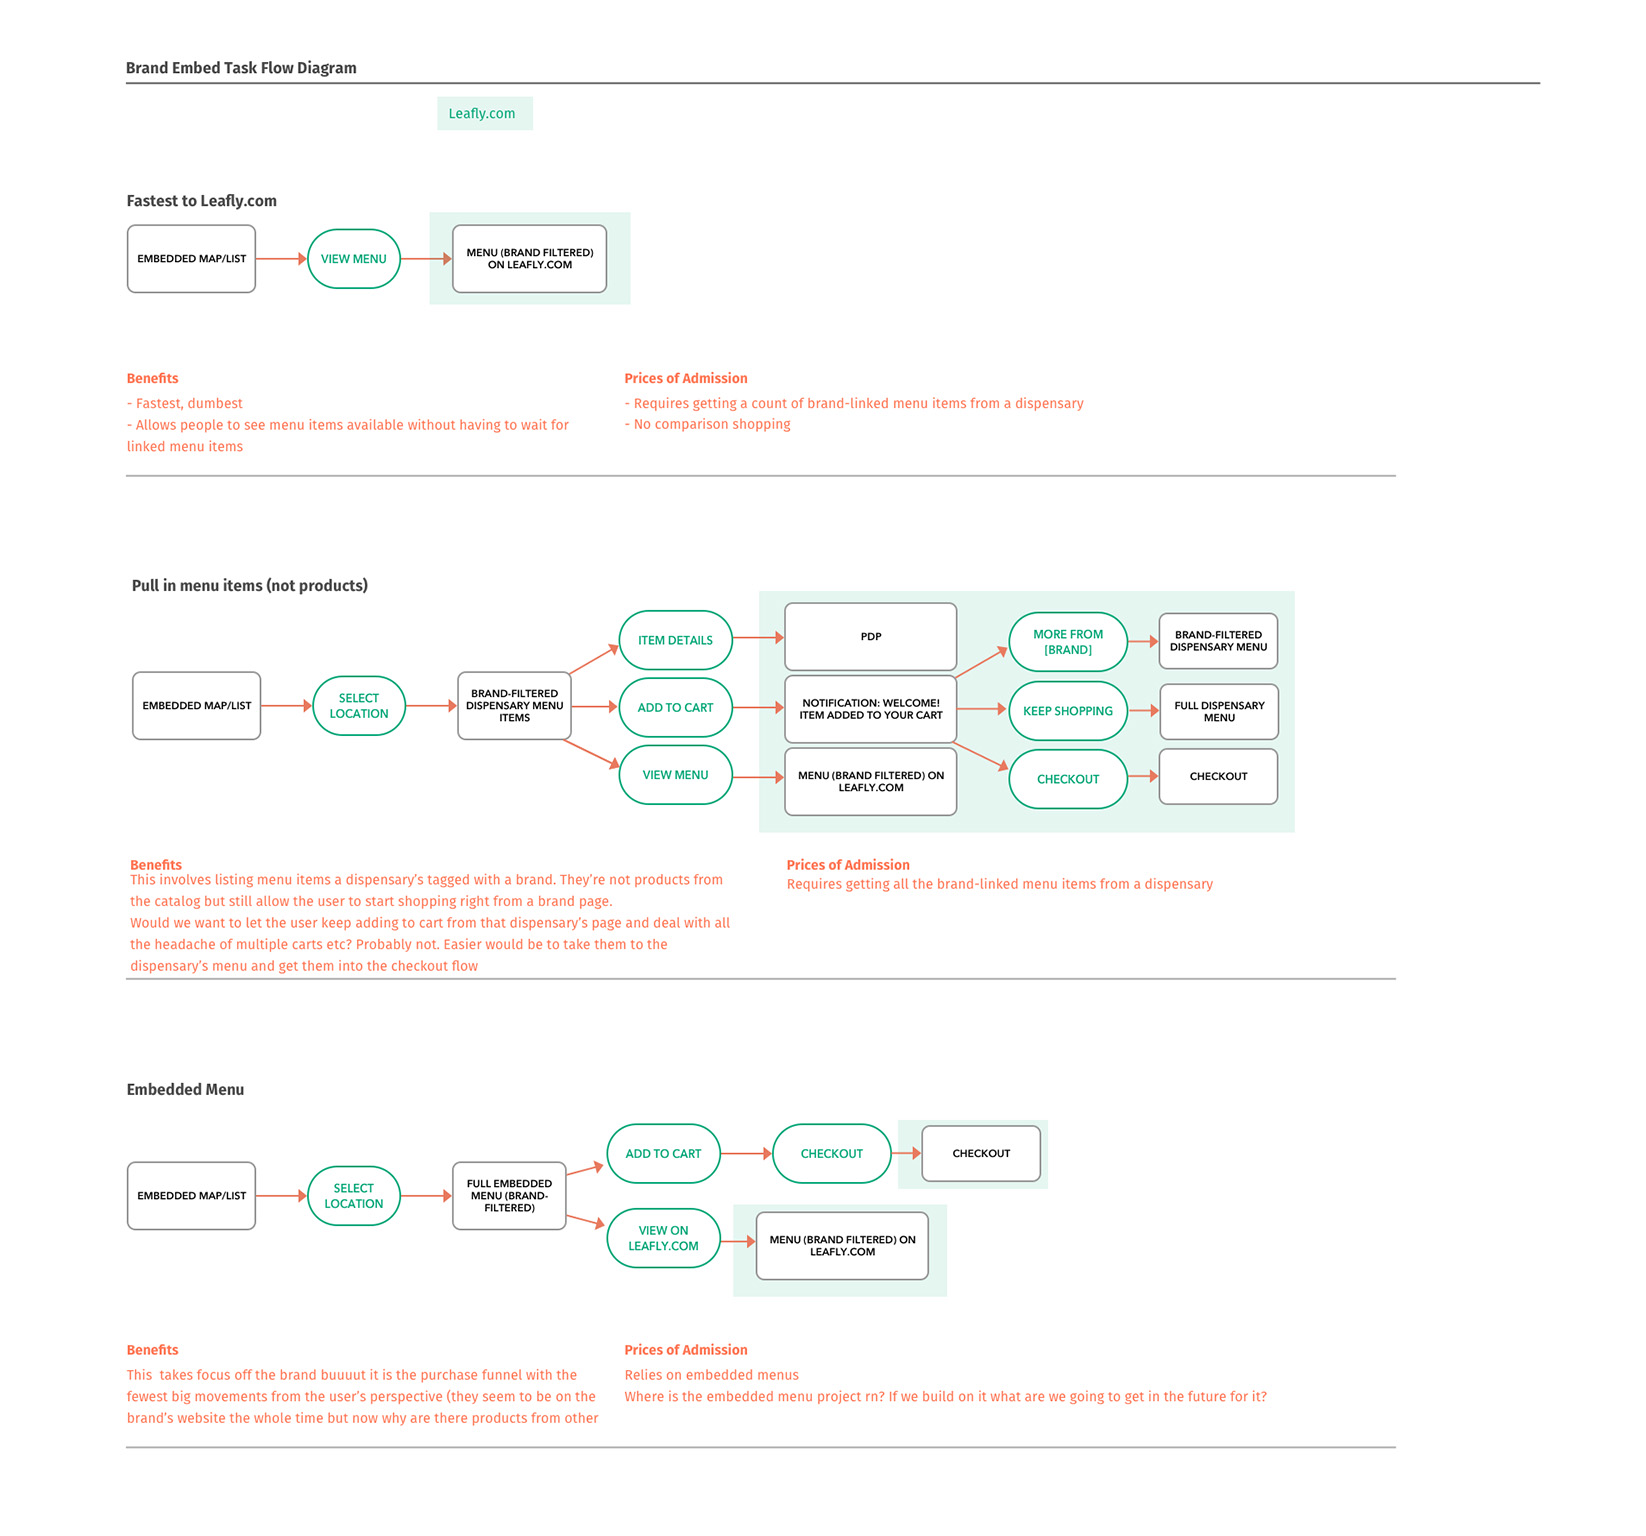 Brand Embed Task Flow Diagram
Leafly.com
Fastest to Leafly.com
EMBEDDED MAP/LIST
VIEW MENU
MENU (BRAND FILTERED)
ON LEAFLY.COM
Benefits
- Fastest, dumbest
- Allows people to see menu items available without having to wait for
linked menu items
Prices of Admission
- Requires getting a count of brand-linked menu items from a dispensary
- No comparison shopping
Pull in menu items (not products)
EMBEDDED MAP/LIST
SELECT
LOCATION
BRAND-FILTERED
DISPENSARY MENU
ITEMS
ITEM DETAILS
ADD TO CART
VIEW MENU
PDP
NOTIFICATION: WELCOME!
ITEM ADDED TO YOUR CART
MENU (BRAND FILTERED) ON
LEAFLY.COM
MORE FROM
[BRAND]
KEEP SHOPPING
CHECKOUT
BRAND-FILTERED
DISPENSARY MENU
FULL DISPENSARY
MENU
CHECKOUT
Benefits
This involves listing menu items a dispensary's tagged with a brand. They're not products from
the catalog but still allow the user to start shopping right from a brand page.
Would we want to let the user keep adding to cart from that dispensary's page and deal with all
the headache of multiple carts etc? Probably not. Easier would be to take them to the
dispensary's menu and get them into the checkout flow
Prices of Admission
Requires getting all the brand-linked menu items from a dispensary
Embedded Menu
EMBEDDED MAP/LIST
SELECT
LOCATION
FULL EMBEDDED
MENU (BRAND-
FILTERED)
ADD TO CART
CHECKOUT
CHECKOUT
VIEW ON
LEAFLY.COM
MENU (BRAND FILTERED) ON
LEAFLY.COM
Benefits
This  takes focus off the brand buuuut it is the purchase funnel with the
fewest big movements from the user's perspective (they seem to be on the
brand's website the whole time but now why are there products from other
Prices of Admission
Relies on embedded menus
Where is the embedded menu project rn? If we build on it what are we going to get in the future for it?